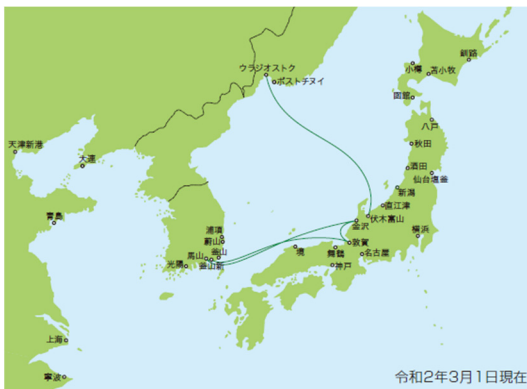 釧路
小樽
苫小牧
ウラジオストク
ボストチヌイ
函館
八戸
天津新港
秋田
大連
酒田
仙台塩釜
新潟
直江津
青島
伏木富山
金沢
浦項
横浜
蔚山
敦賀
境
舞鶴
名古屋
馬山
釜山
光陽
釜山新
神戸
上海
寧波
令和2年3月1日現在